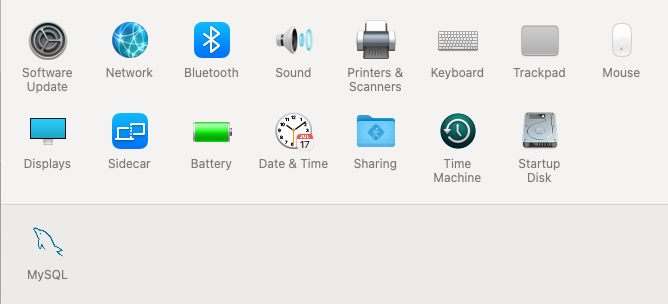 Software Update
Network
Bluetooth
Sound
Printers & Scanners
Keyboard
Trackpad
Mouse
Displays
Sidecar
Battery
JUL
17
Date & Time
Sharing
Time Machine
Startup Disk
MySQL